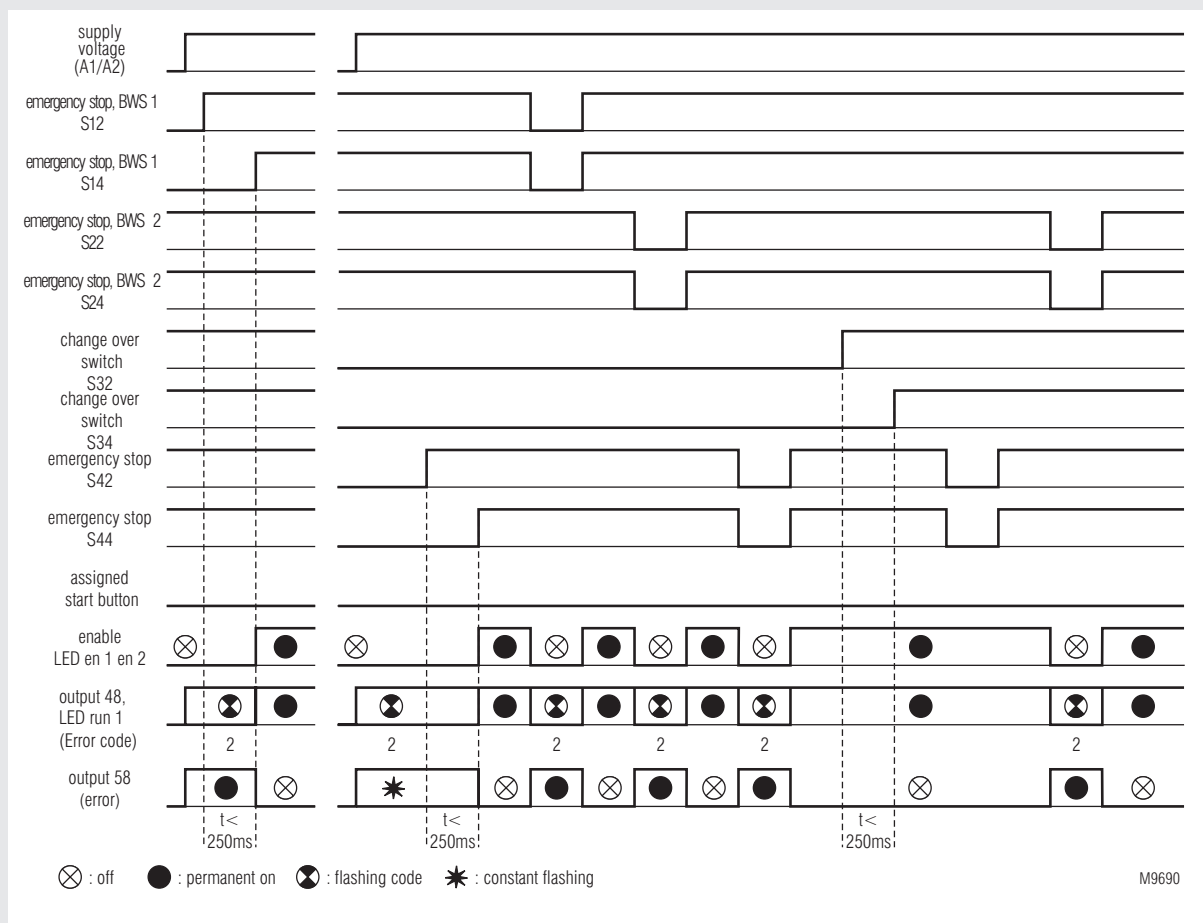 supply
voltage
(A1/A2)
emergency stop, BWS 1
S12
emergency stop, BWS 1
S14
emergency stop, BWS 2
S22
emergency stop, BWS 2
S24
change over
switch
S32
change over
switch
S34
emergency stop
S42
emergency stop
S44
assigned
start button
enable
LED en 1 en 2
output 48,
LED run 1
(Error code)
2 2 2 2 2 2
output 58
(error)
t<
250ms
t<
250ms
t<
250ms
: off : permanent on : flashing code : constant flashing
M9690